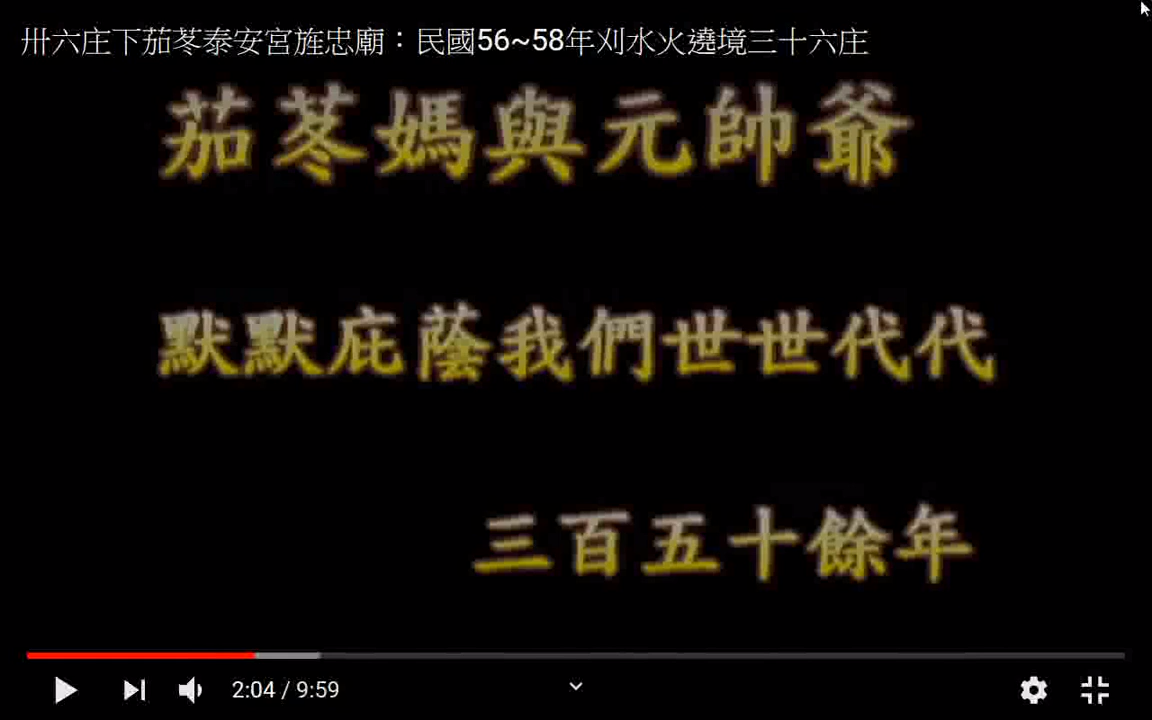 卅六庄下茄苳泰安宮旌忠廟：民國56~58年刈水火遶境三十六庄
茄苳媽與元帥爺
默默庇蔭我們世世代代
三百五十餘年
2:04 / 9:59